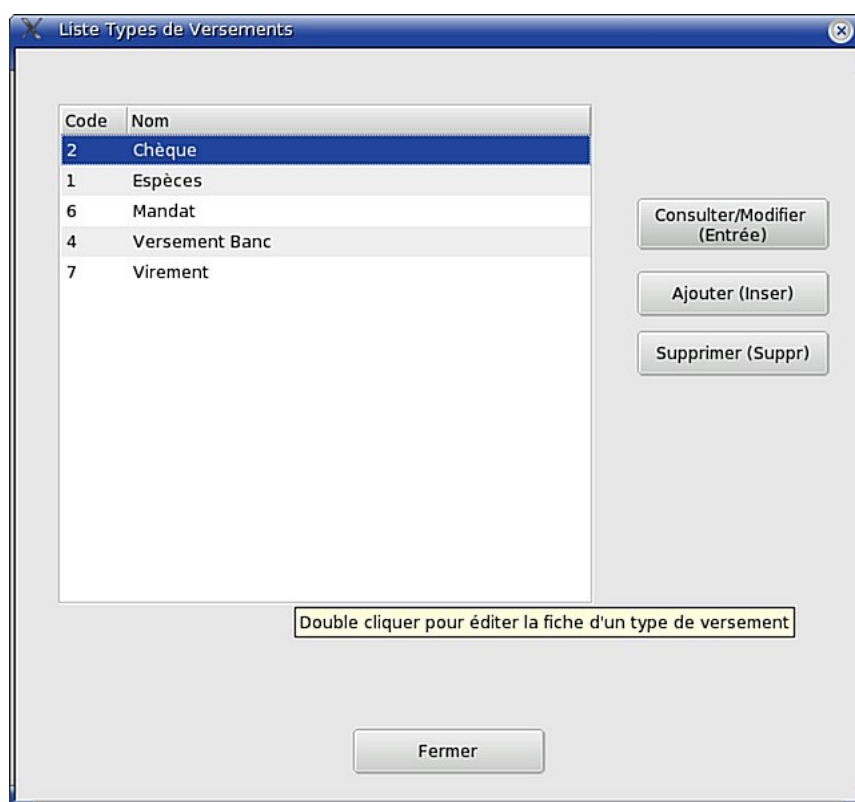 Liste Types de Versements
Code Nom
2 Chèque
1 Espèces
6 Mandat
4 Versement Banc
7 Virement
Consulter/Modifier
(Entrée)
Ajouter (Inser)
Supprimer (Suppr)
Double cliquer pour éditer la fiche d'un type de versement
Fermer